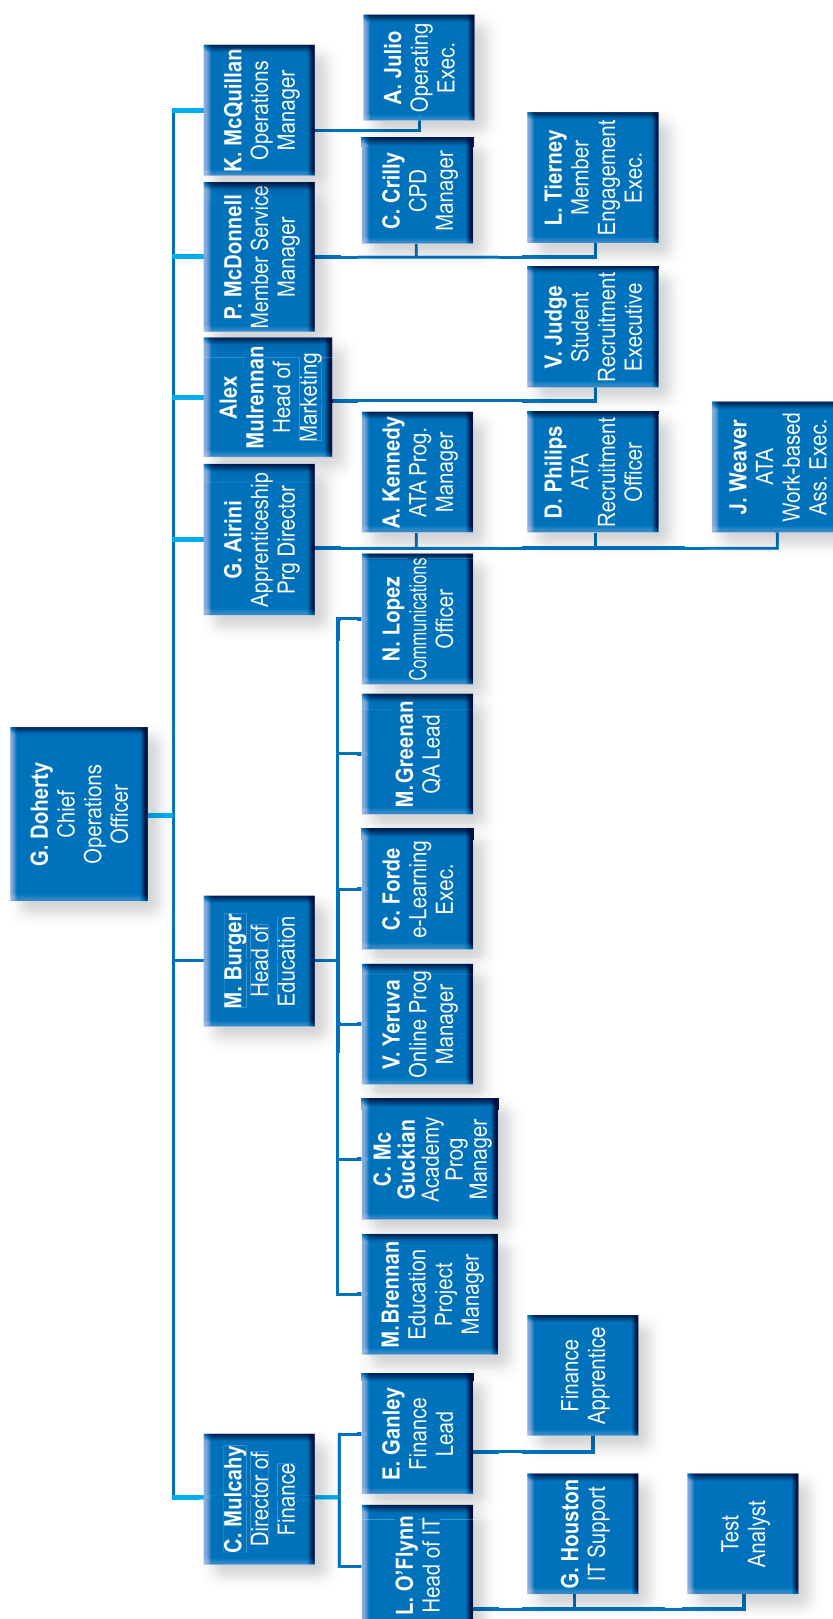 G. Doherty
Chief
Operations
Officer
C. Mulcahy
Director of
Finance
M. Burger
Head of
Education
G. Airini
Apprenticeship
Prg Director
Alex
Mulrennan
Head of
Marketing
P. McDonnell
Member Service
Manager
K. McQuillan
Operations
Manager
L. O'Flynn
Head of IT
E. Ganley
Finance
Lead
M. Brennan
Education
Project
Manager
C. Mc
Guckian
Academy
Prog
Manager
V. Yeruva
Online Prog
Manager
C. Forde
e-Learning
Exec.
M. Greenan
QA Lead
N. Lopez
Communications
Officer
A. Kennedy
ATA Prog.
Manager
C. Crilly
CPD
Manager
A. Julio
Operating
Exec.
G. Houston
IT Support
Finance
Apprentice
D. Philips
ATA
Recruitment
Officer
V. Judge
Student
Recruitment
Executive
L. Tierney
Member
Engagement
Exec.
Test
Analyst
J. Weaver
ATA
Work-based
Ass. Exec.